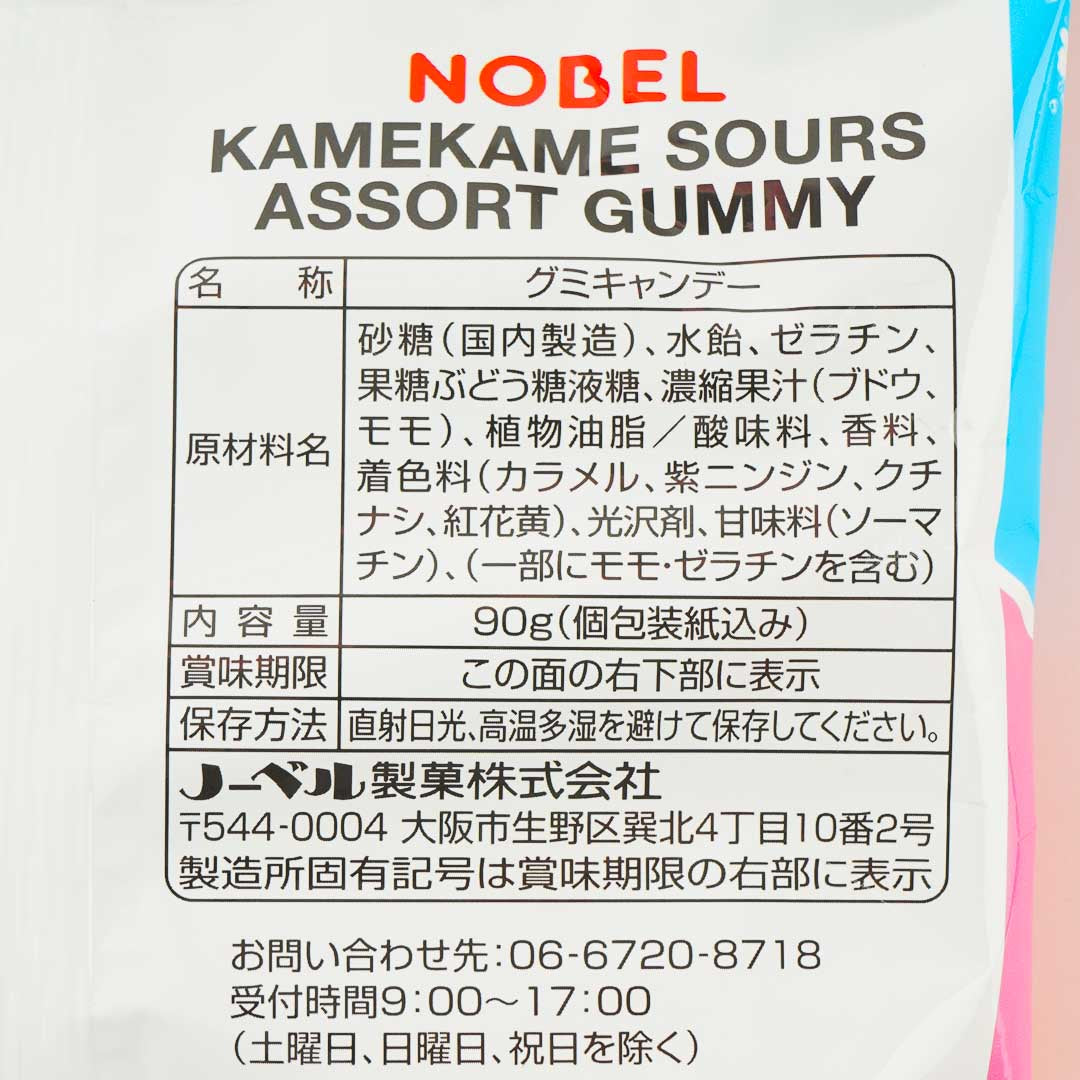 NOBEL
KAMEKAME SOURS
ASSORT GUMMY
名称 グミキャンデー
原材料名 砂糖(国内製造)、水飴、ゼラチン、
果糖ぶどう糖液糖、濃縮果汁(ブドウ、
モモ)、植物油脂/酸味料、香料、
着色料(カラメル、紫ニンジン、クチ
ナシ、紅花黄)、光沢剤、甘味料(ソーマ
チン)、(一部にモモ・ゼラチンを含む)
内容量 90g(個包装紙込み)
賞味期限 この面の右下部に表示
保存方法 直射日光、高温多湿を避けて保存してください。
ノーベル製菓株式会社
〒544-0004 大阪市生野区巽北4丁目10番2号
製造所固有記号は賞味期限の右部に表示
お問い合わせ先:06-6720-8718
受付時間9:00〜17:00
(土曜日、日曜日、祝日を除く)